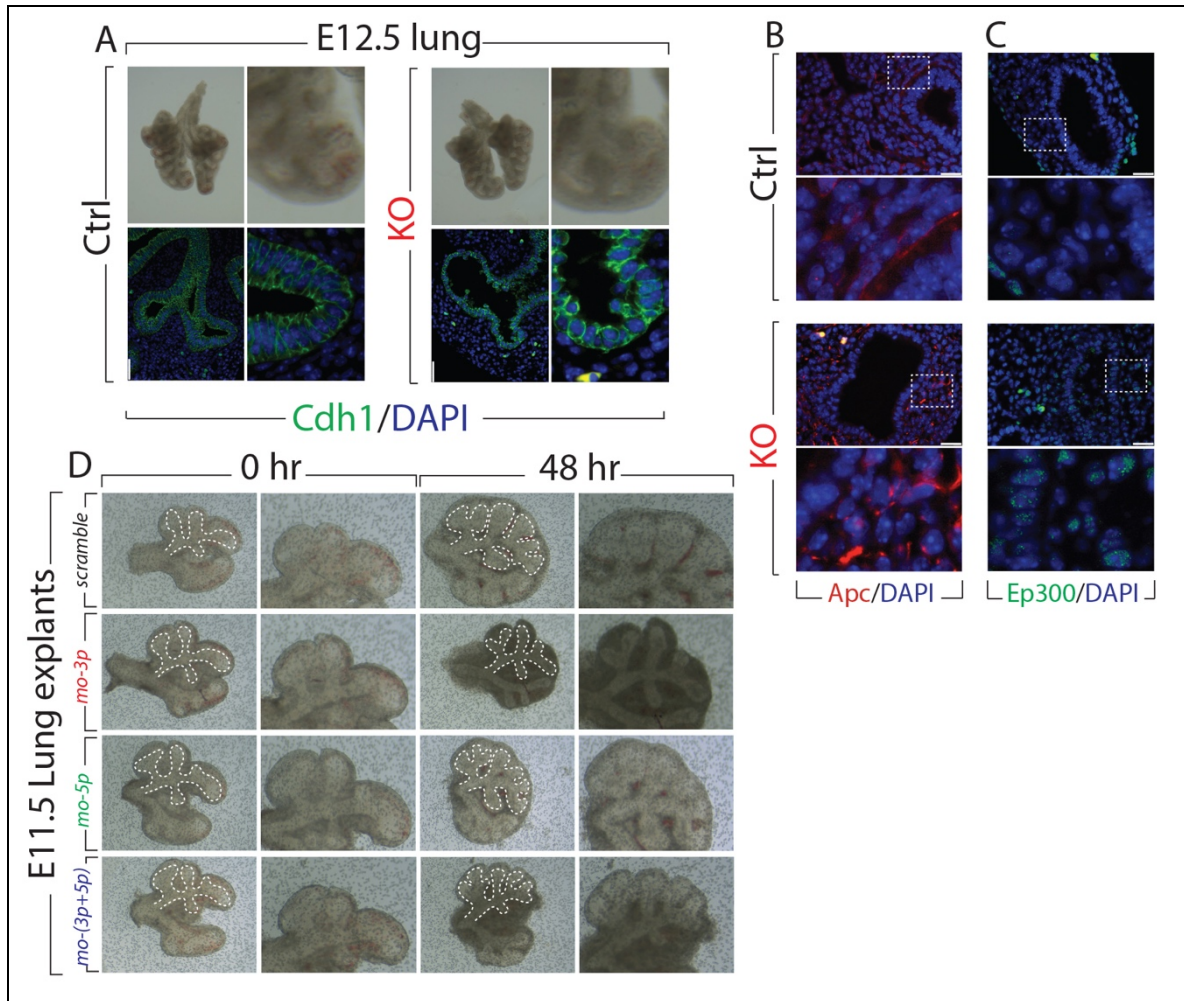 A
E12.5 lung
Ctrl
KO
Cdh1/DAPI
B
C
Ctrl
KO
Apc/DAPI
Ep300/DAPI
D
0 hr
48 hr
E11.5 Lung explants
scramble
mo-3p
mo-5p
mo-(3p+5p)